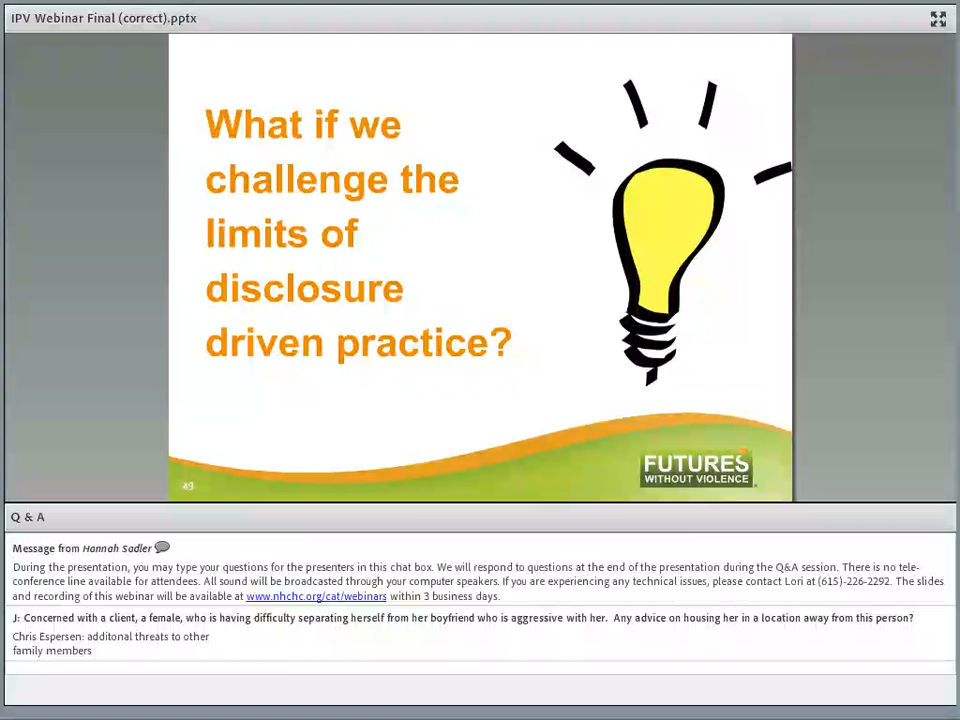 IPV Webinar Final (correct).pptx
What if we
challenge the
limits of
disclosure
driven practice?
49
FUTURES
WITHOUT VIOLENCE
Q & A
Message from Hannah Sadler
During the presentation, you may type your questions for the presenters in this chat box. We will respond to questions at the end of the presentation during the Q&A session. There is no tele-
conference line available for attendees. All sound will be broadcasted through your computer speakers. If you are experiencing any technical issues, please contact Lori at (615)-226-2292. The slides
and recording of this webinar will be available at www.nhchc.org/cat/webinars within 3 business days.
J: Concerned with a client, a female, who is having difficulty separating herself from her boyfriend who is aggressive with her. Any advice on housing her in a location away from this person?
Chris Espersen: additonal threats to other
family members